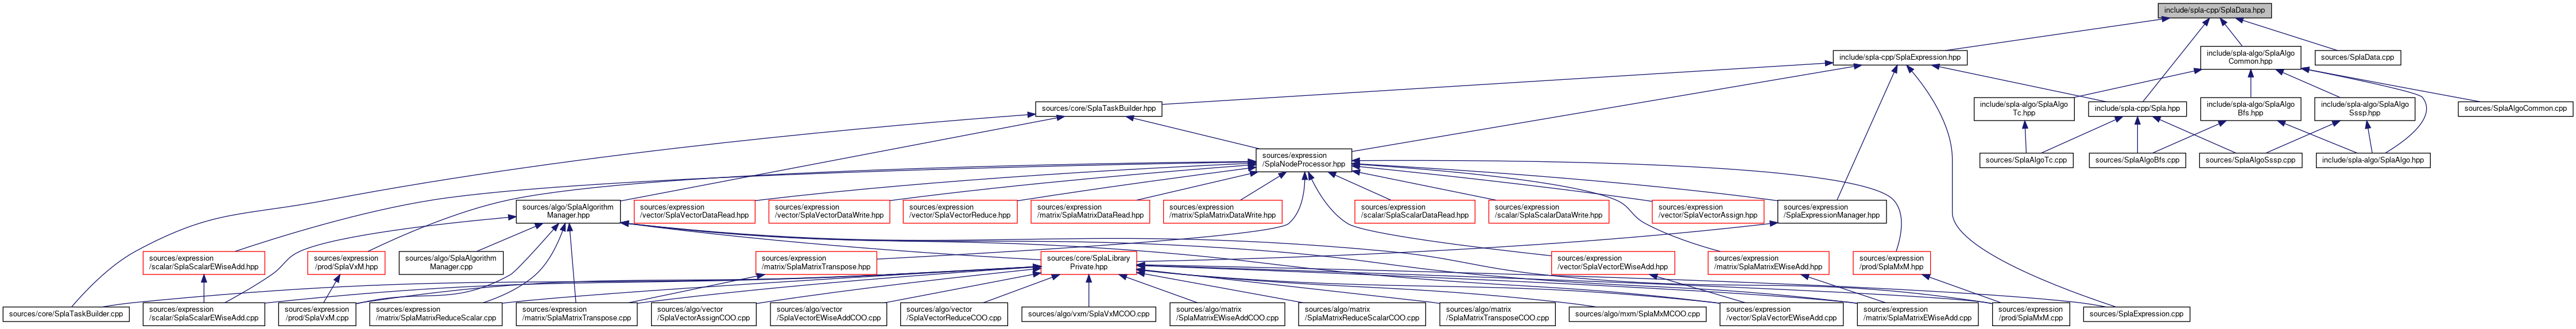 include/spla-cpp/SplaData.hpp
include/spla-cpp/SplaExpression.hpp
include/spla-algo/SplaAlgo
Common.hpp
sources/SplaData.cpp
sources/core/SplaTaskBuilder.hpp
include/spla-algo/SplaAlgo
Tc.hpp
include/spla-cpp/Spla.hpp
include/spla-algo/SplaAlgo
Bfs.hpp
include/spla-algo/SplaAlgo
Sssp.hpp
sources/SplaAlgoCommon.cpp
sources/expression
/SplaNodeProcessor.hpp
sources/SplaAlgoTc.cpp
sources/SplaAlgoBfs.cpp
sources/SplaAlgoSssp.cpp
include/spla-algo/SplaAlgo.hpp
sources/algo/SplaAlgorithm
Manager.hpp
sources/expression
/vector/SplaVectorDataRead.hpp
sources/expression
/vector/SplaVectorDataWrite.hpp
sources/expression
/vector/SplaVectorReduce.hpp
sources/expression
/matrix/SplaMatrixDataRead.hpp
sources/expression
/matrix/SplaMatrixDataWrite.hpp
sources/expression
/scalar/SplaScalarDataRead.hpp
sources/expression
/scalar/SplaScalarDataWrite.hpp
sources/expression
/vector/SplaVectorAssign.hpp
sources/expression
/SplaExpressionManager.hpp
sources/expression
/scalar/SplaScalarEWiseAdd.hpp
sources/expression
/prod/SplaVxM.hpp
sources/algo/SplaAlgorithm
Manager.cpp
sources/expression
/matrix/SplaMatrixTranspose.hpp
sources/core/SplaLibrary
Private.hpp
sources/expression
/vector/SplaVectorEWiseAdd.hpp
sources/expression
/matrix/SplaMatrixEWiseAdd.hpp
sources/expression
/prod/SplaMxM.hpp
sources/core/SplaTaskBuilder.cpp
sources/expression
/scalar/SplaScalarEWiseAdd.cpp
sources/expression
/prod/SplaVxM.cpp
sources/expression
/matrix/SplaMatrixReduceScalar.cpp
sources/expression
/matrix/SplaMatrixTranspose.cpp
sources/algo/vector
/SplaVectorAssignCOO.cpp
sources/algo/vector
/SplaVectorEWiseAddCOO.cpp
sources/algo/vector
/SplaVectorReduceCOO.cpp
sources/algo/vxm/SplaVxMCOO.cpp
sources/algo/matrix
/SplaMatrixEWiseAddCOO.cpp
sources/algo/matrix
/SplaMatrixReduceScalarCOO.cpp
sources/algo/matrix
/SplaMatrixTransposeCOO.cpp
sources/algo/mxm/SplaMxMCOO.cpp
sources/expression
/vector/SplaVectorEWiseAdd.cpp
sources/expression
/matrix/SplaMatrixEWiseAdd.cpp
sources/expression
/prod/SplaMxM.cpp
sources/SplaExpression.cpp